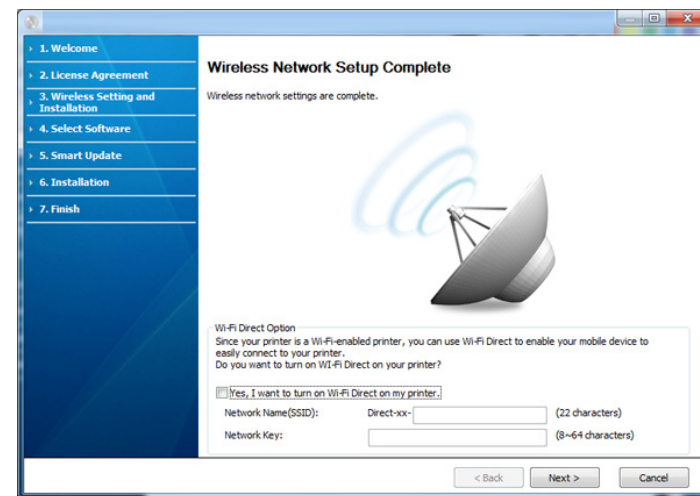 1. Welcome
2. License Agreement
3. Wireless Setting and
Installation
4. Select Software
5. Smart Update
6. Installation
7. Finish
Wireless Network Setup Complete
Wireless network settings are complete.
Wi-Fi Direct Option
Since your printer is a Wi-Fi-enabled printer, you can use Wi-Fi Direct to enable your mobile device to
easily connect to your printer.
Do you want to turn on WI-Fi Direct on your printer?
Yes, I want to turn on Wi-Fi Direct on my printer.
Network Name(SSID): Direct-xx- (22 characters)
Network Key: (8~64 characters)
< Back Next > Cancel